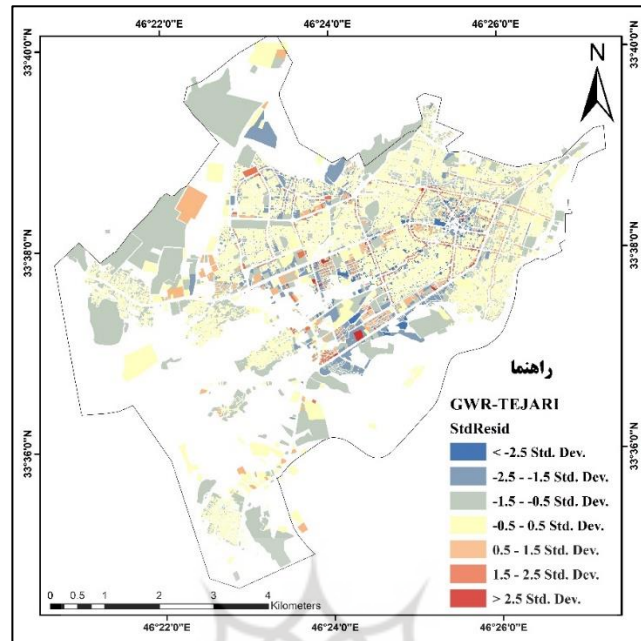 46°22'0"E 46°24'0"E 46°26'0"E
33°40'0"N 33°40'0"N
N
33°38'0"N 33°38'0"N
راهنما
GWR-TEJARI
StdResid
< -2.5 Std. Dev.
-2.5 - -1.5 Std. Dev.
-1.5 - -0.5 Std. Dev.
-0.5 - 0.5 Std. Dev.
0.5 - 1.5 Std. Dev.
1.5 - 2.5 Std. Dev.
> 2.5 Std. Dev.
33°36'0"N 33°36'0"N
0 0.5 1 2 3 4
Kilometers
46°22'0"E 46°24'0"E 46°26'0"E